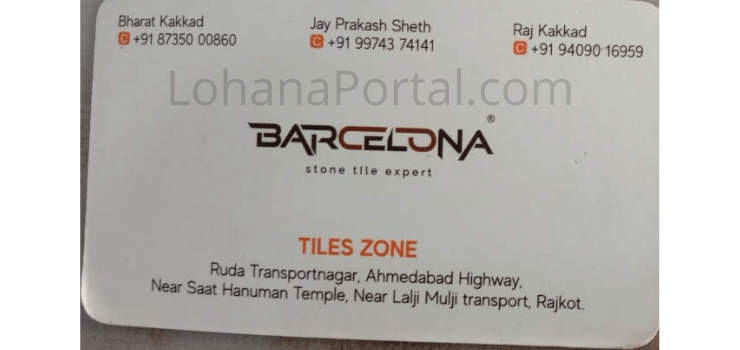 Bharat Kakkad
C +91 87350 00860
Jay Prakash Sheth
C +91 99743 74141
Raj Kakkad
C +91 94090 16959
LohanaPortal.com
BARCELONA®
stone tile expert
TILES ZONE
Ruda Transportnagar, Ahmedabad Highway,
Near Saat Hanuman Temple, Near Lalji Mulji transport, Rajkot.